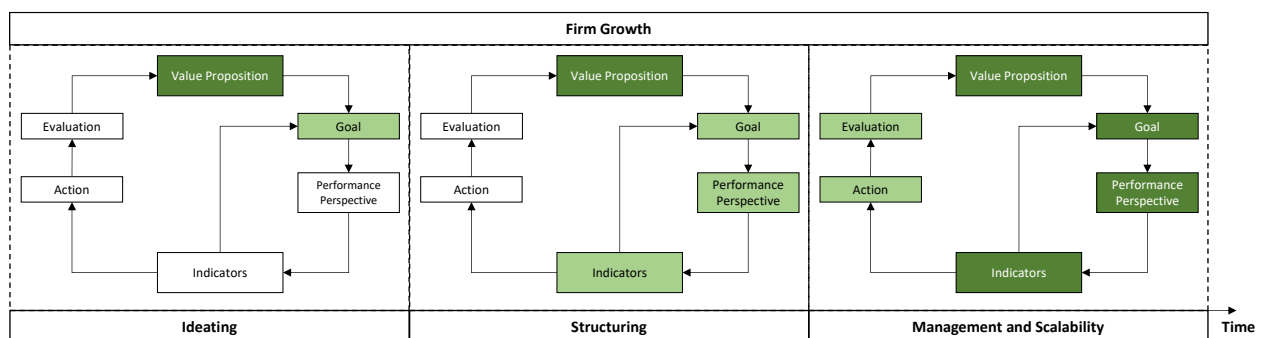 Firm Growth
Value Proposition
Evaluation
Goal
Action
Performance
Perspective
Indicators
Value Proposition
Evaluation
Goal
Action
Performance
Perspective
Indicators
Value Proposition
Evaluation
Goal
Action
Performance
Perspective
Indicators
Ideating
Structuring
Management and Scalability
Time